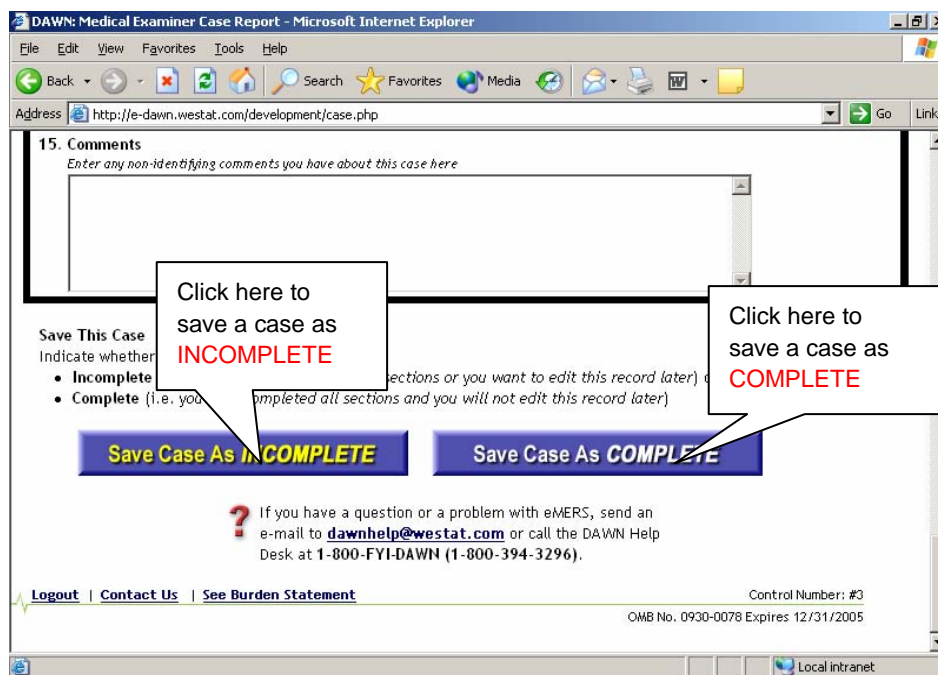 DAWN: Medical Examiner Case Report - Microsoft Internet Explorer
File Edit View Favorites Tools Help
Back Search Favorites Media
Address http://e-dawn.westat.com/development/case.php Go Link
15. Comments
Enter any non-identifying comments you have about this case here
Click here to
save a case as
INCOMPLETE
Click here to
save a case as
COMPLETE
Save This Case
Indicate whether
• Incomplete sections or you want to edit this record later)
• Complete (i.e. you completed all sections and you will not edit this record later)
Save Case As INCOMPLETE Save Case As COMPLETE
? If you have a question or a problem with eMERS, send an
e-mail to dawnhelp@westat.com or call the DAWN Help
Desk at 1-800-FYI-DAWN (1-800-394-3296).
Logout | Contact Us | See Burden Statement Control Number: #3
OMB No. 0930-0078 Expires 12/31/2005
Local intranet